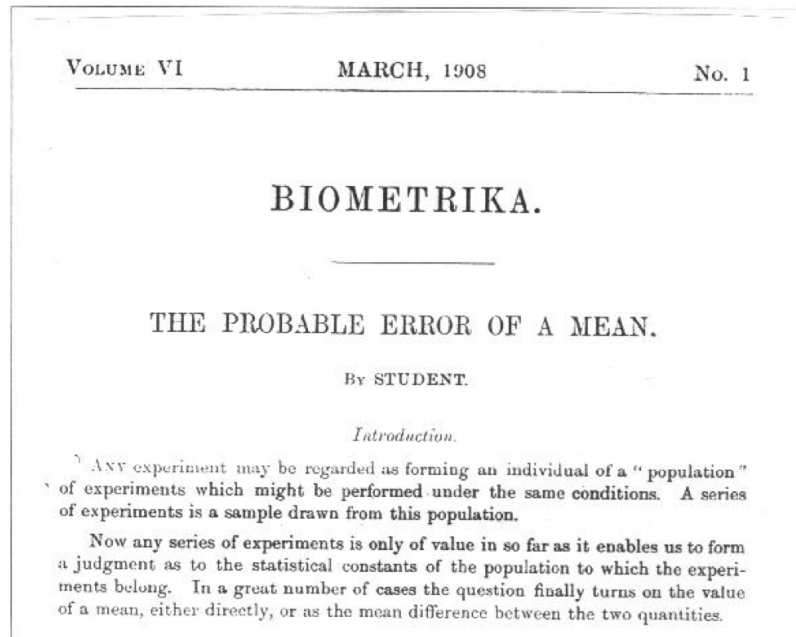 VOLUME VI MARCH, 1908 No. 1
BIOMETRIKA.
THE PROBABLE ERROR OF A MEAN.
BY STUDENT.
Introduction.
ANY experiment may be regarded as forming an individual of a “population”
of experiments which might be performed under the same conditions. A series
of experiments is a sample drawn from this population.
Now any series of experiments is only of value in so far as it enables us to form
a judgment as to the statistical constants of the population to which the experi-
ments belong. In a great number of cases the question finally turns on the value
of a mean, either directly, or as the mean difference between the two quantities.